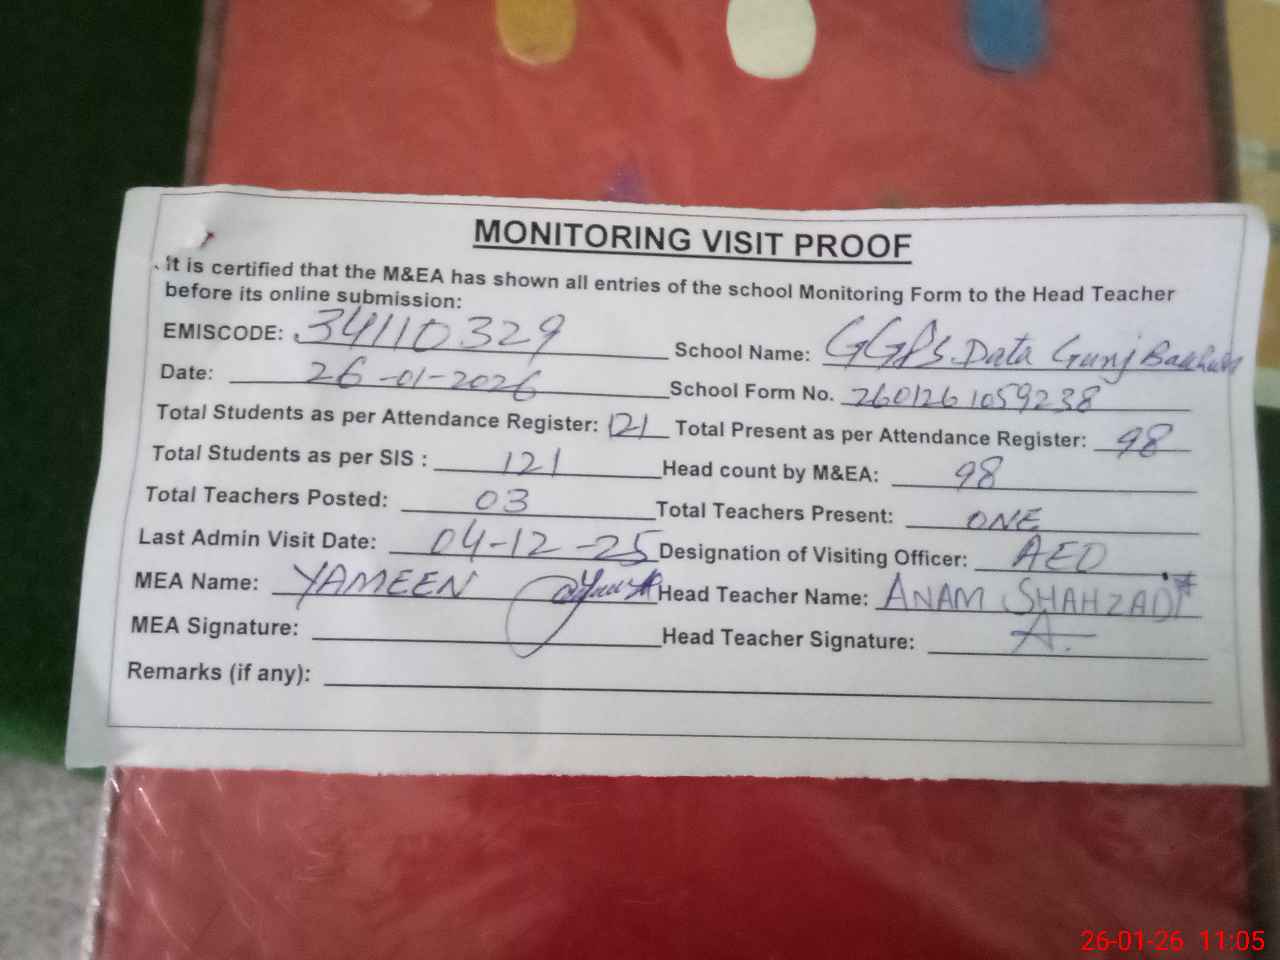 MONITORING VISIT PROOF
It is certified that the M&EA has shown all entries of the school Monitoring Form to the Head Teacher
before its online submission:
EMISCODE: 34110329 School Name: GGPS Data Gunj Bakhsh
Date: 26-01-2026 School Form No. 2601261059238
Total Students as per Attendance Register: 121 Total Present as per Attendance Register: 98
Total Students as per SIS : 121 Head count by M&EA: 98
Total Teachers Posted: 03 Total Teachers Present: ONE
Last Admin Visit Date: 04-12-25 Designation of Visiting Officer: AEO
MEA Name: YAMEEN Head Teacher Name: ANAM SHAHZADI
MEA Signature: Head Teacher Signature: A.
Remarks (if any):
26-01-26 11:05